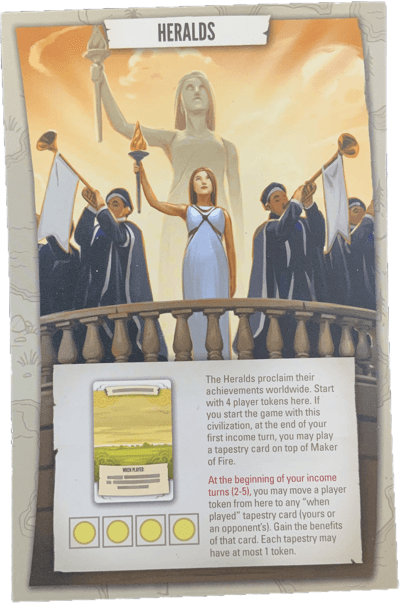 HERALDS
The Heralds proclaim their
achievements worldwide. Start
with 4 player tokens here. If
you start the game with this
civilization, at the end of your
first income turn, you may play
a tapestry card on top of Maker
of Fire.
At the beginning of your income
turns (2-5), you may move a player
token from here to any “when
played” tapestry card (yours or
an opponent's). Gain the benefits
of that card. Each tapestry may
have at most 1 token.
WHEN PLAYED